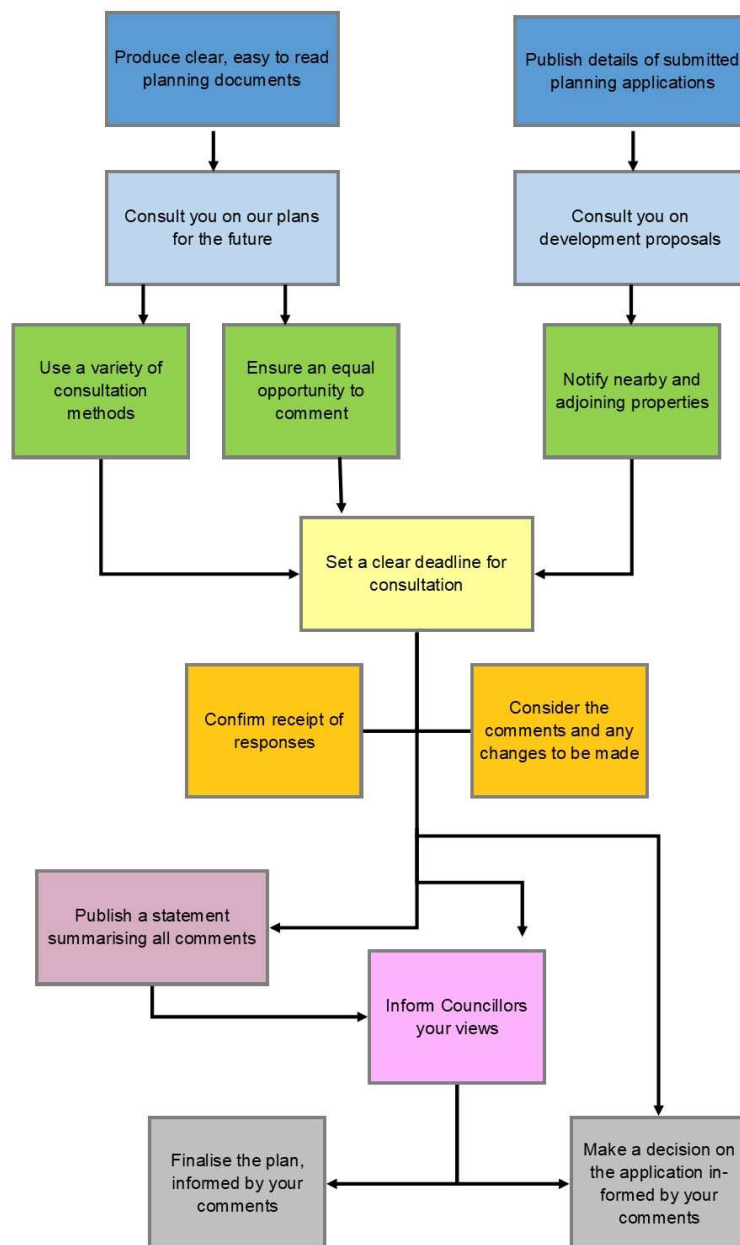 Produce clear, easy to read
planning documents
Publish details of submitted
planning applications
Consult you on our plans
for the future
Consult you on
development proposals
Use a variety of
consultation
methods
Ensure an equal
opportunity to
comment
Notify nearby and
adjoining properties
Set a clear deadline for
consultation
Confirm receipt of
responses
Consider the
comments and any
changes to be made
Publish a statement
summarising all comments
Inform Councillors
your views
Finalise the plan,
informed by your
comments
Make a decision on
the application in-
formed by your
comments